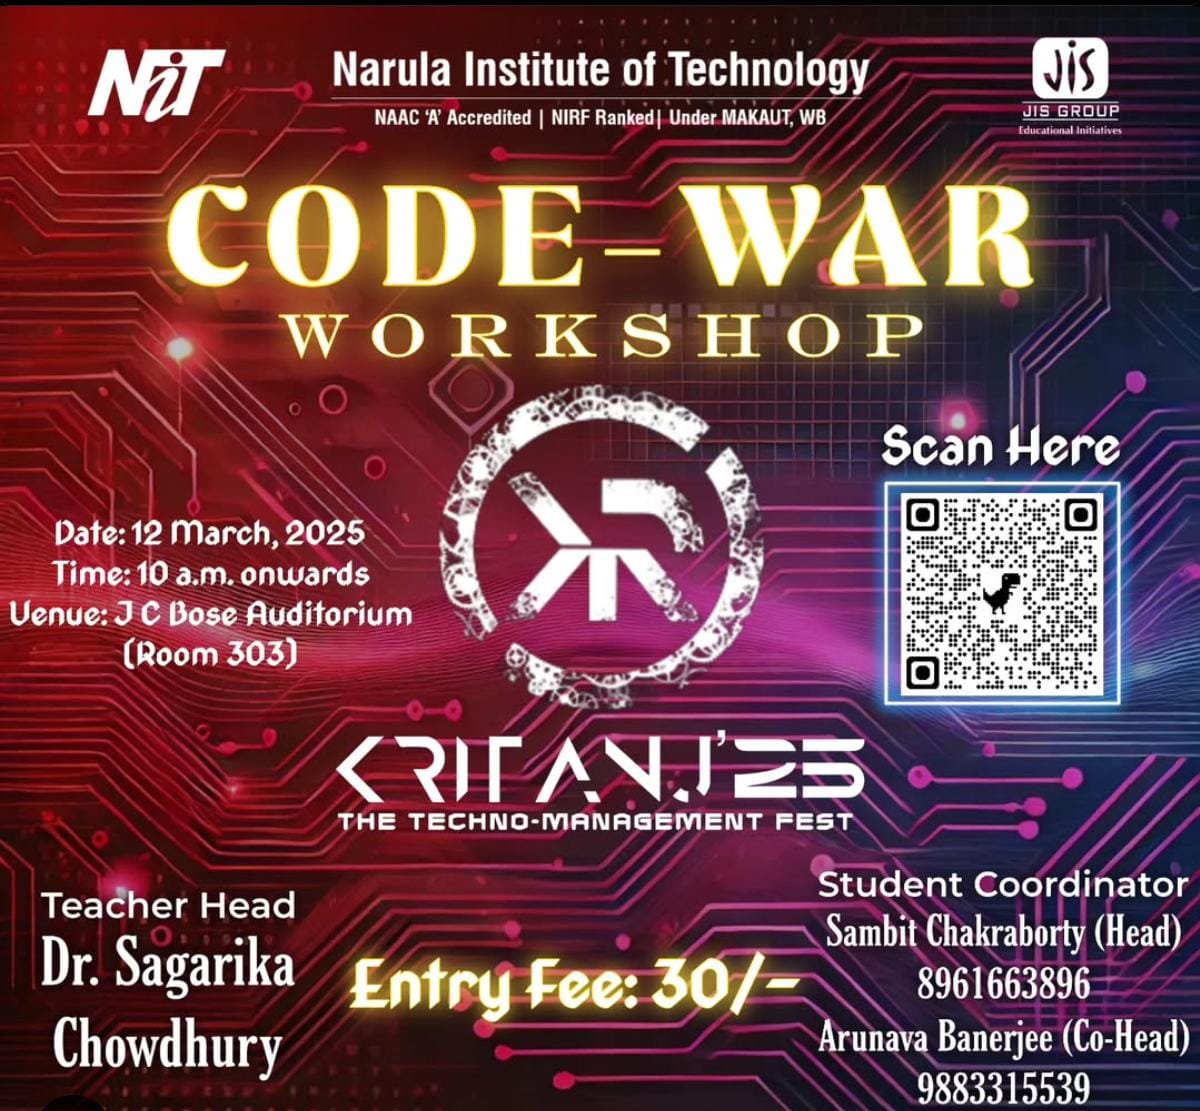 NiT
Narula Institute of Technology
NAAC ‘A’ Accredited | NIRF Ranked| Under MAKAUT, WB
JiS
JIS GROUP
Educational Initiatives
CODE-WAR
WORKSHOP
Scan Here
Date: 12 March, 2025
Time: 10 a.m. onwards
Venue: J C Bose Auditorium
(Room 303)
KRITANJ'25
THE TECHNO-MANAGEMENT FEST
Teacher Head
Dr. Sagarika
Chowdhury
Entry Fee: 30/-
Student Coordinator
Sambit Chakraborty (Head)
8961663896
Arunava Banerjee (Co-Head)
9883315539